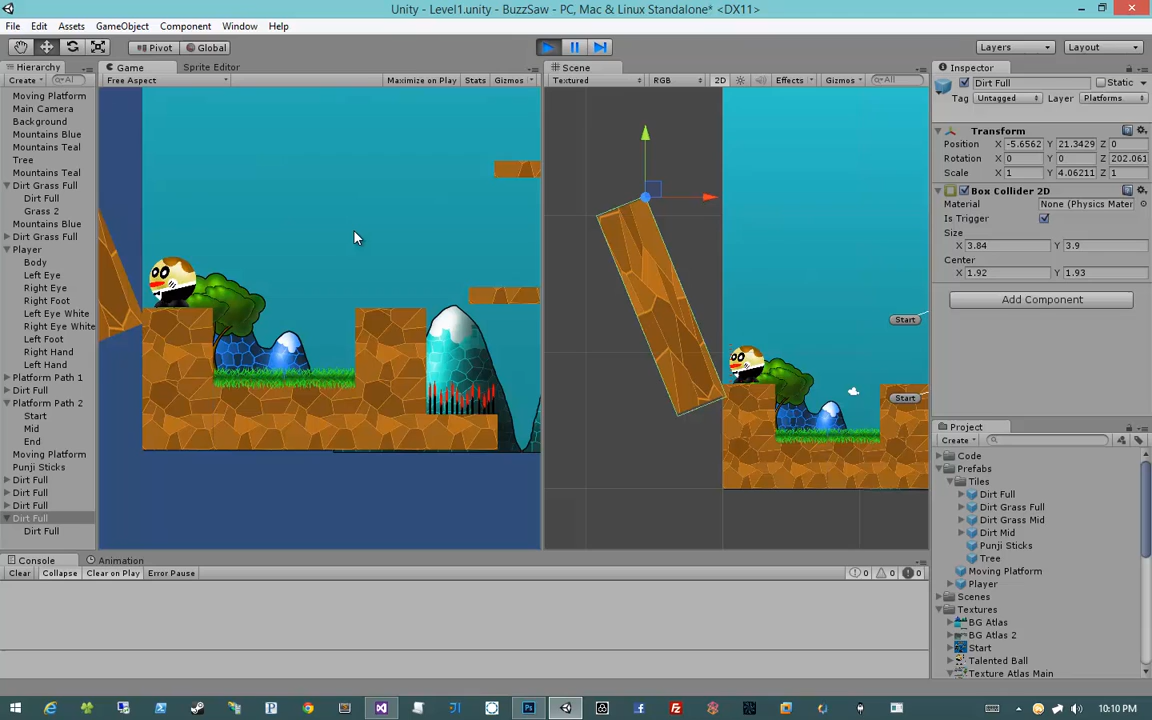 Unity - Level1.unity - BuzzSaw - PC, Mac & Linux Standalone* <DX11>
File Edit Assets GameObject Component Window Help
Pivot Global Layers Layout
Hierarchy
Create All
Moving Platform
Main Camera
Background
Mountains Blue
Mountains Teal
Tree
Mountains Teal
Dirt Grass Full
Dirt Full
Grass 2
Mountains Blue
Dirt Grass Full
Player
Body
Left Eye
Right Eye
Right Foot
Left Eye White
Right Eye White
Left Foot
Right Hand
Left Hand
Platform Path 1
Dirt Full
Platform Path 2
Start
Mid
End
Moving Platform
Punji Sticks
Dirt Full
Dirt Full
Dirt Full
Dirt Full
Dirt Full
Game Sprite Editor
Free Aspect Maximize on Play Stats Gizmos
Scene
Textured RGB 2D Effects Gizmos All
Start
Start
Inspector
Dirt Full Static
Tag Untagged Layer Platforms
Transform
Position X -5.6562 Y 21.3429 Z 0
Rotation X 0 Y 0 Z 202.061
Scale X 1 Y 4.06211 Z 1
Box Collider 2D
Material None (Physics Mater
Is Trigger
Size
X 3.84 Y 3.9
Center
X 1.92 Y 1.93
Add Component
Project
Create
Code
Prefabs
Tiles
Dirt Full
Dirt Grass Full
Dirt Grass Mid
Dirt Mid
Punji Sticks
Tree
Moving Platform
Player
Scenes
Textures
BG Atlas
BG Atlas 2
Start
Talented Ball
Texture Atlas Main
Console Animation
Clear Collapse Clear on Play Error Pause 0 0 0
10:10 PM